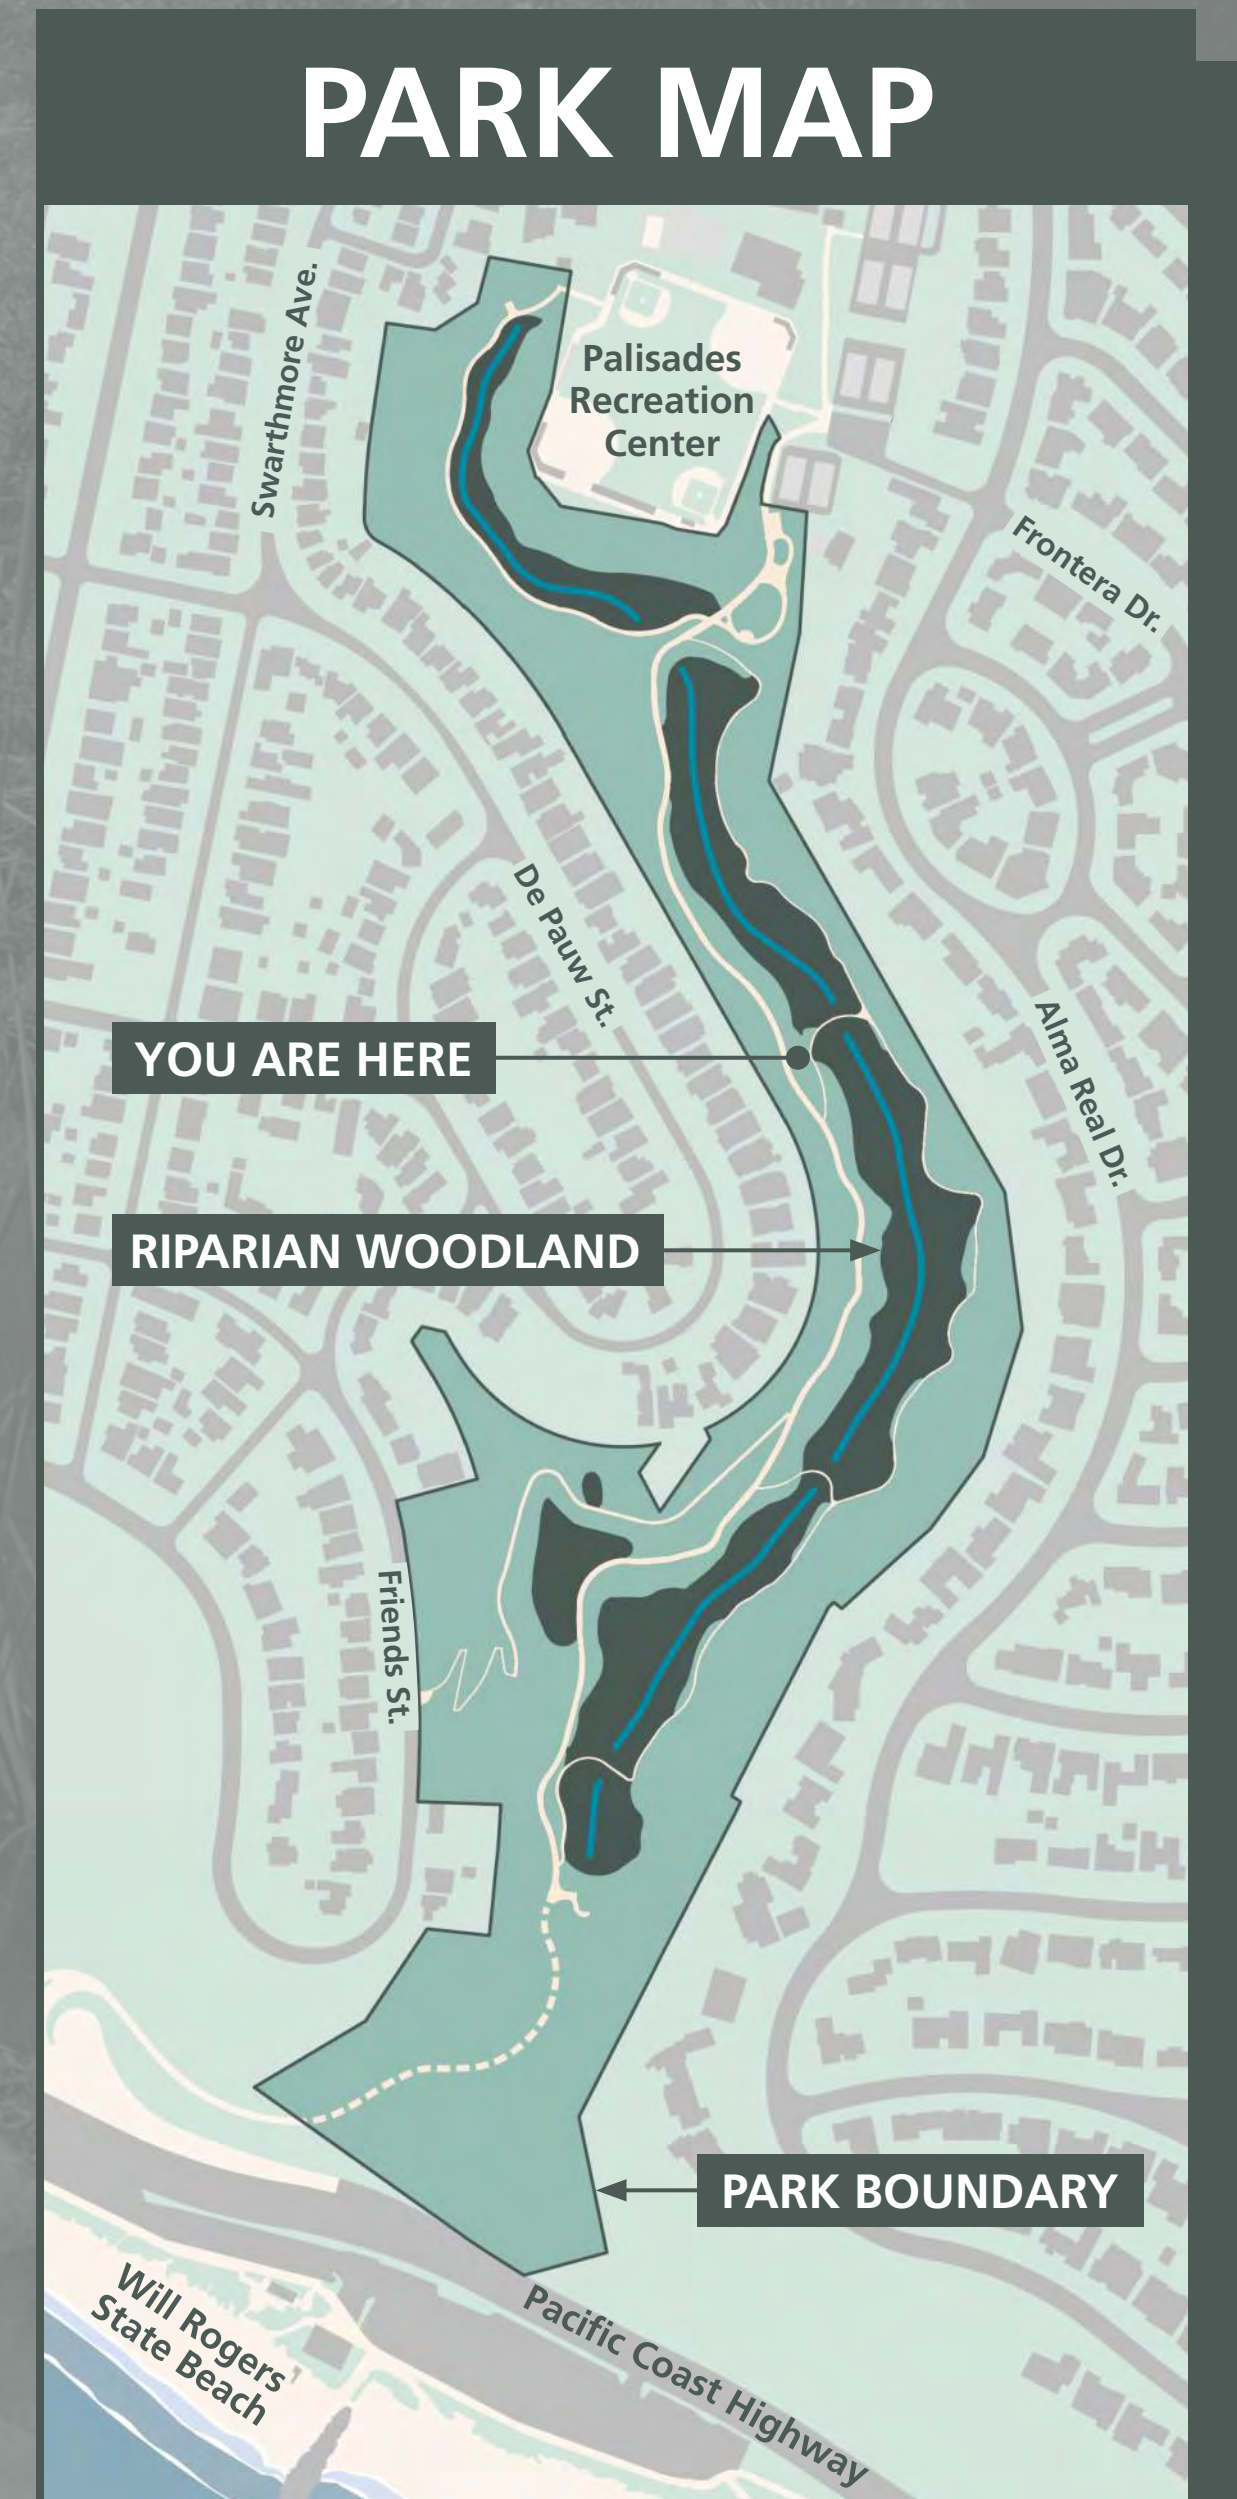 PARK MAP
Swarthmore Ave.
Palisades
Recreation
Center
Frontera Dr.
De Pauw St.
Alma Real Dr.
YOU ARE HERE
RIPARIAN WOODLAND
Friends St.
PARK BOUNDARY
Will Rogers
State Beach
Pacific Coast Highway